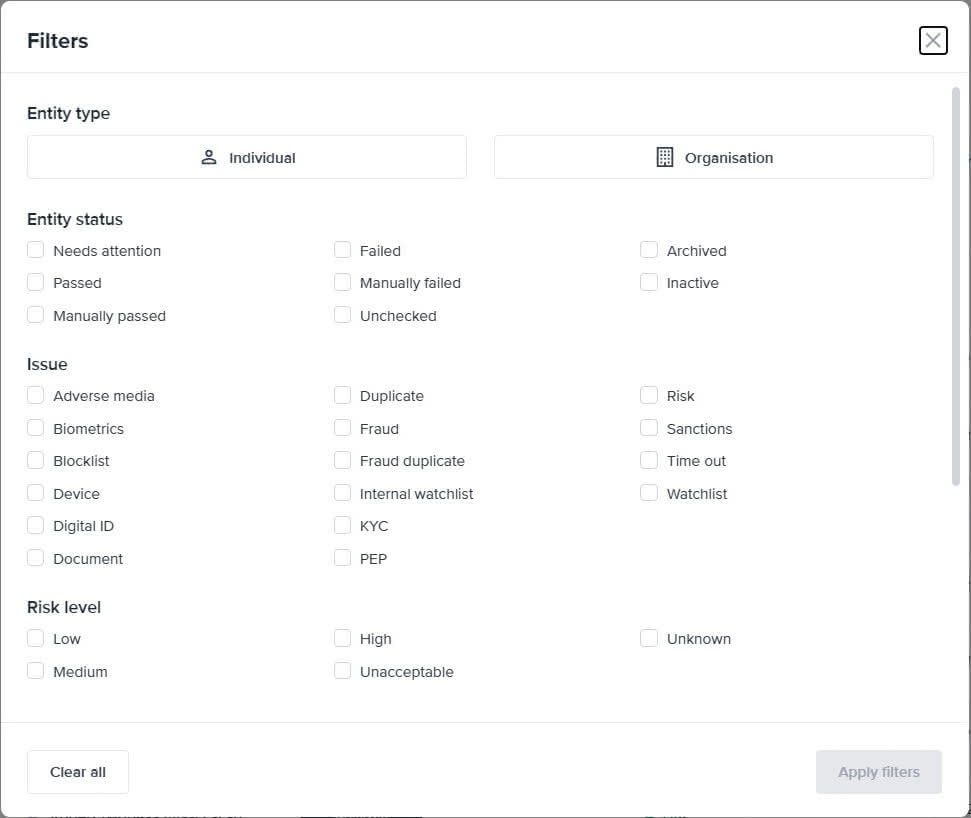 Filters
Entity type
Individual
Organisation
Entity status
Needs attention
Failed
Archived
Passed
Manually failed
Inactive
Manually passed
Unchecked
Issue
Adverse media
Duplicate
Risk
Biometrics
Fraud
Sanctions
Blocklist
Fraud duplicate
Time out
Device
Internal watchlist
Watchlist
Digital ID
KYC
Document
PEP
Risk level
Low
High
Unknown
Medium
Unacceptable
Clear all
Apply filters